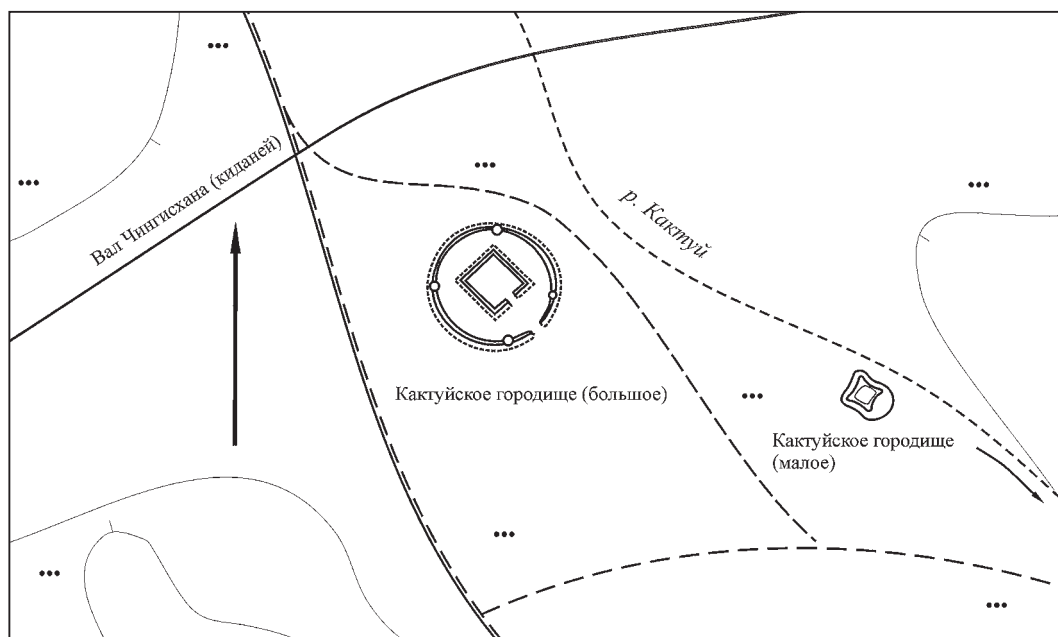 Вал Чингисхана (киданей)
р. Кактуй
Кактуйское городище (большое)
Кактуйское городище
(малое)